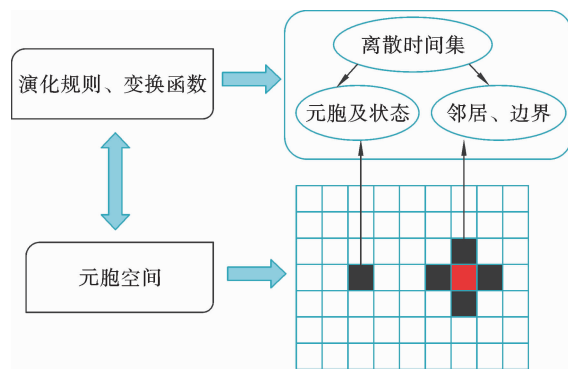 离散时间集
演化规则、变换函数
元胞及状态
邻居、边界
元胞空间